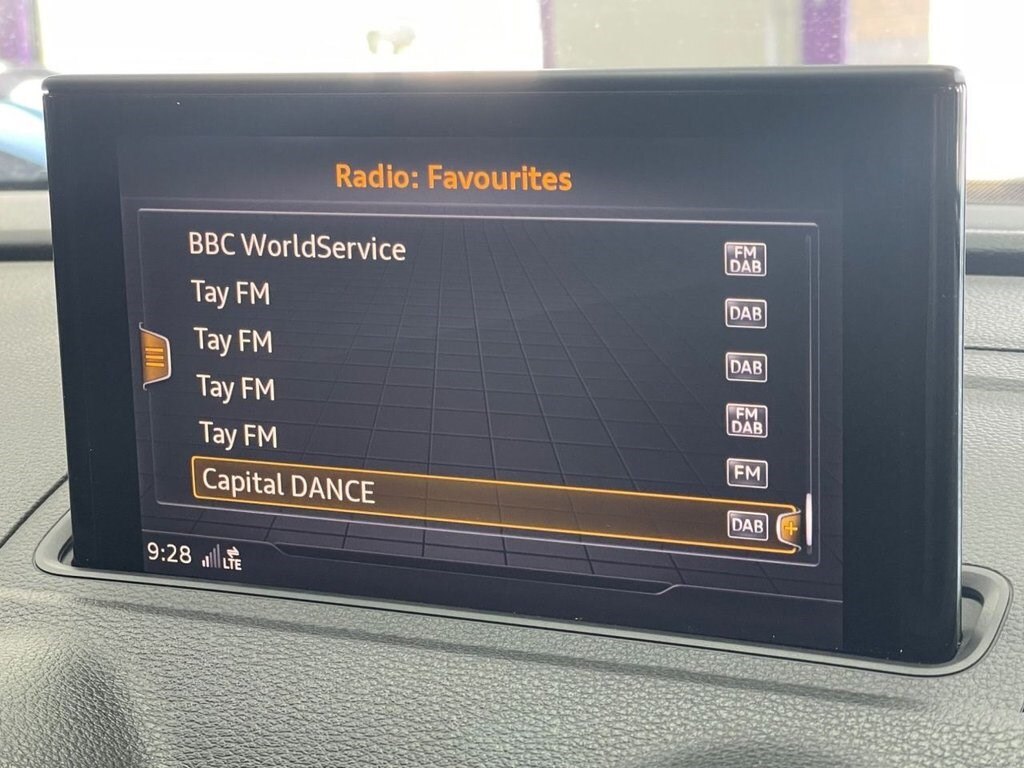 Radio: Favourites
BBC WorldService FM DAB
Tay FM DAB
Tay FM DAB
Tay FM FM DAB
Tay FM FM
Capital DANCE DAB +
9:28 LTE